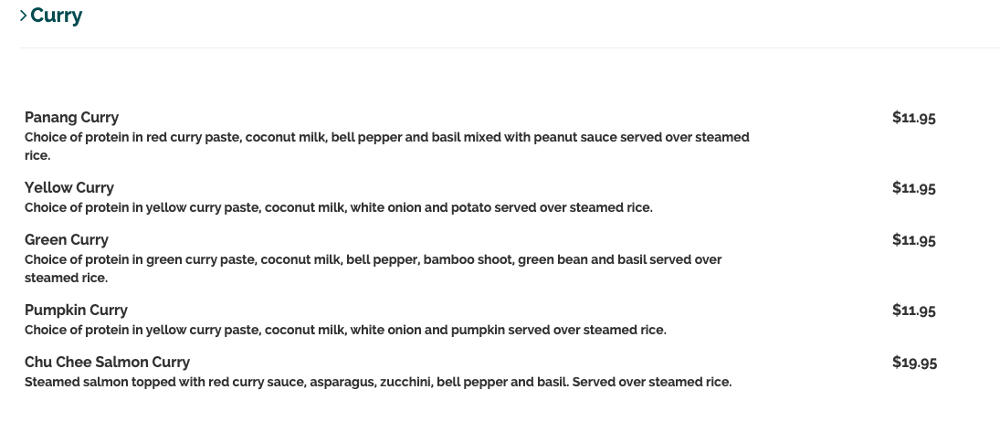 Curry
Panang Curry $11.95
Choice of protein in red curry paste, coconut milk, bell pepper and basil mixed with peanut sauce served over steamed
rice.
Yellow Curry $11.95
Choice of protein in yellow curry paste, coconut milk, white onion and potato served over steamed rice.
Green Curry $11.95
Choice of protein in green curry paste, coconut milk, bell pepper, bamboo shoot, green bean and basil served over
steamed rice.
Pumpkin Curry $11.95
Choice of protein in yellow curry paste, coconut milk, white onion and pumpkin served over steamed rice.
Chu Chee Salmon Curry $19.95
Steamed salmon topped with red curry sauce, asparagus, zucchini, bell pepper and basil. Served over steamed rice.